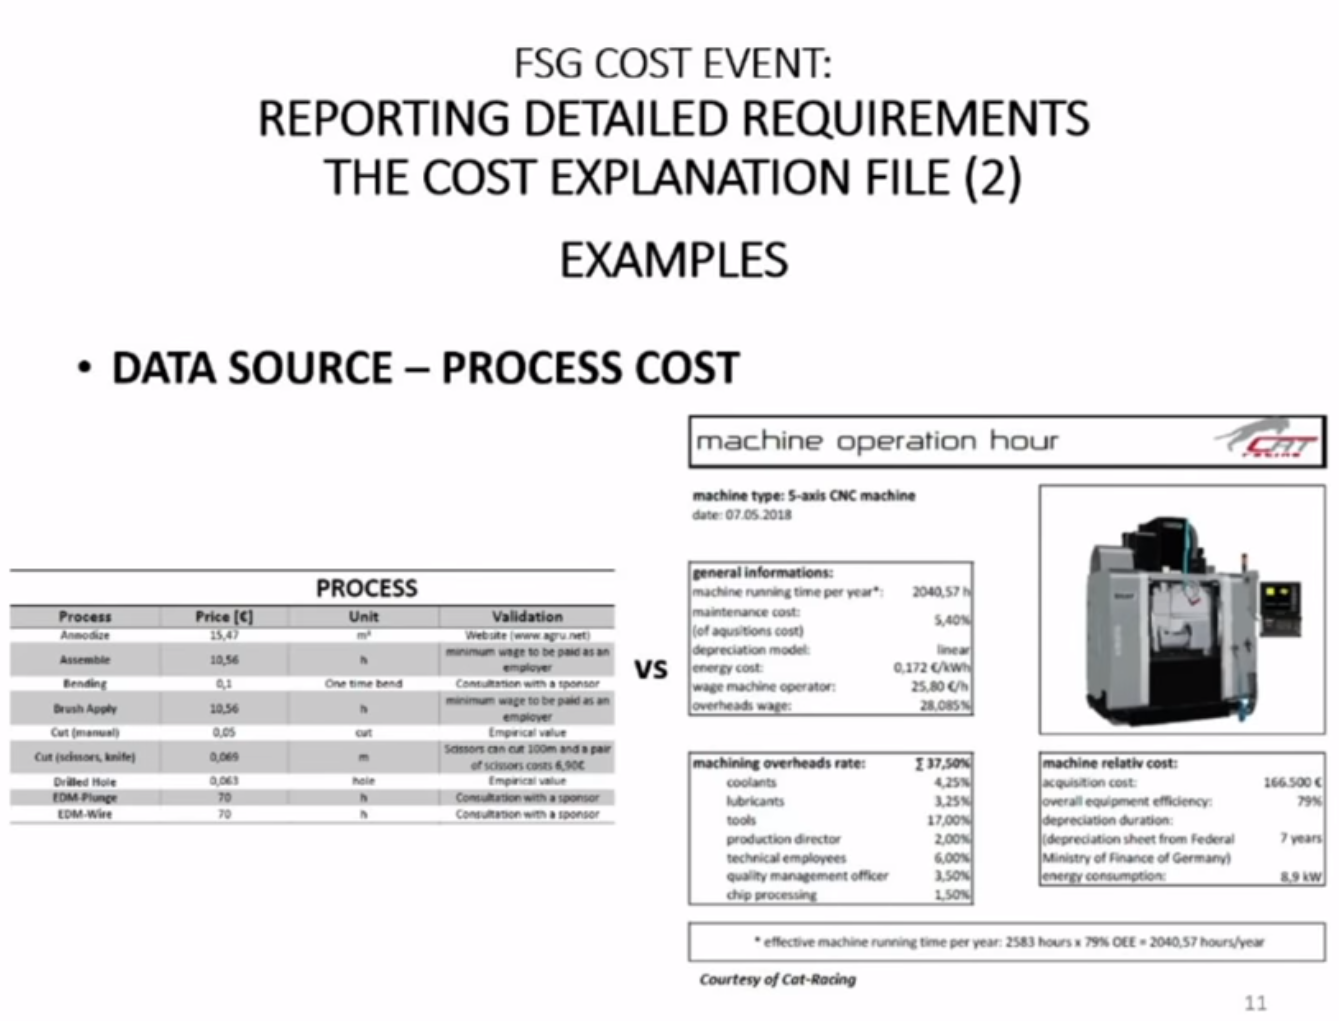 FSG COST EVENT:
REPORTING DETAILED REQUIREMENTS
THE COST EXPLANATION FILE (2)
EXAMPLES
• DATA SOURCE – PROCESS COST
PROCESS
Process Price [€] Unit Validation
Annodize 15,47 m² Website (www.agru.net)
Assemble 10,56 h minimum wage to be paid as an
employer
Bending 0,1 One time bend Consultation with a sponsor
Brush Apply 10,56 h minimum wage to be paid as an
employer
Cut (manual) 0,05 cut Empirical value
Cut (scissors, knife) 0,069 m Scissors can cut 100m and a pair
of scissors costs 6,90€
Drilled Hole 0,063 hole Empirical value
EDM-Plunge 70 h Consultation with a sponsor
EDM-Wire 70 h Consultation with a sponsor
VS
machine operation hour
CAT
racing
machine type: 5-axis CNC machine
date: 07.05.2018
general informations:
machine running time per year*: 2040,57 h
maintenance cost:
(of aqusitions cost) 5,40%
depreciation model: linear
energy cost: 0,172 €/kWh
wage machine operator: 25,80 €/h
overheads wage: 28,085%
machining overheads rate: Σ 37,50%
coolants 4,25%
lubricants 3,25%
tools 17,00%
production director 2,00%
technical employees 6,00%
quality management officer 3,50%
chip processing 1,50%
machine relativ cost:
acquisition cost: 166.500 €
overall equipment efficiency: 79%
depreciation duration:
(depreciation sheet from Federal 7 years
Ministry of Finance of Germany)
energy consumption: 8,9 kW
* effective machine running time per year: 2583 hours x 79% OEE = 2040,57 hours/year
Courtesy of Cat-Racing
11